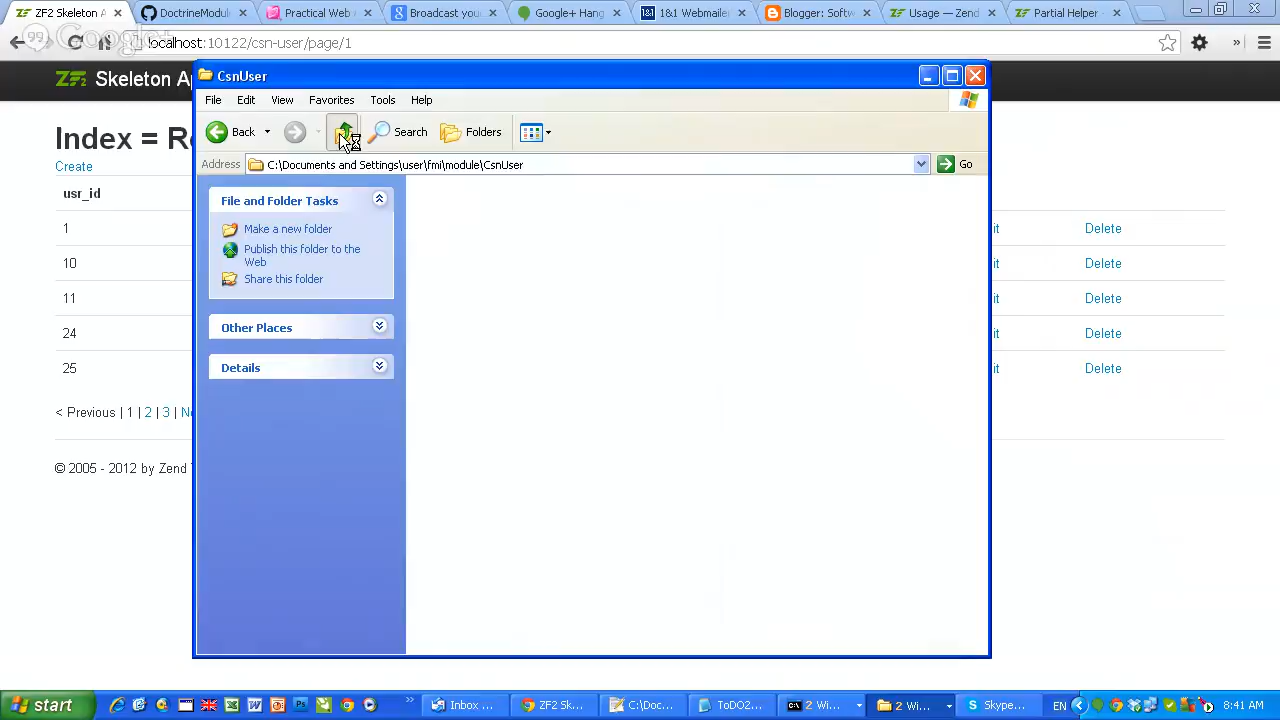 ZF2 Skeleton A
DoctrineModul
Practical Web A
Broadcast you
Google+ Hang
1&1 Webmailer
Blogger: So
Usage — Zend
Partial Helper
Google+
localhost:10122/csn-user/page/1
»
ZF2 Skeleton Ap
CsnUser
File Edit View Favorites Tools Help
Back Search Folders
Address C:\Documents and Settings\user\fmi\module\CsnUser Go
File and Folder Tasks
Make a new folder
Publish this folder to the
Web
Share this folder
Other Places
Details
Index = R
Create
usr_id
1 it Delete
10 it Delete
11 it Delete
24 it Delete
25 it Delete
< Previous | 1 | 2 | 3 | N
© 2005 - 2012 by Zend
start
»
Inbox ...
ZF2 Sk...
C:\Doc...
ToDOZ...
2 Wi...
2 Wi...
Skype...
EN
8:41 AM